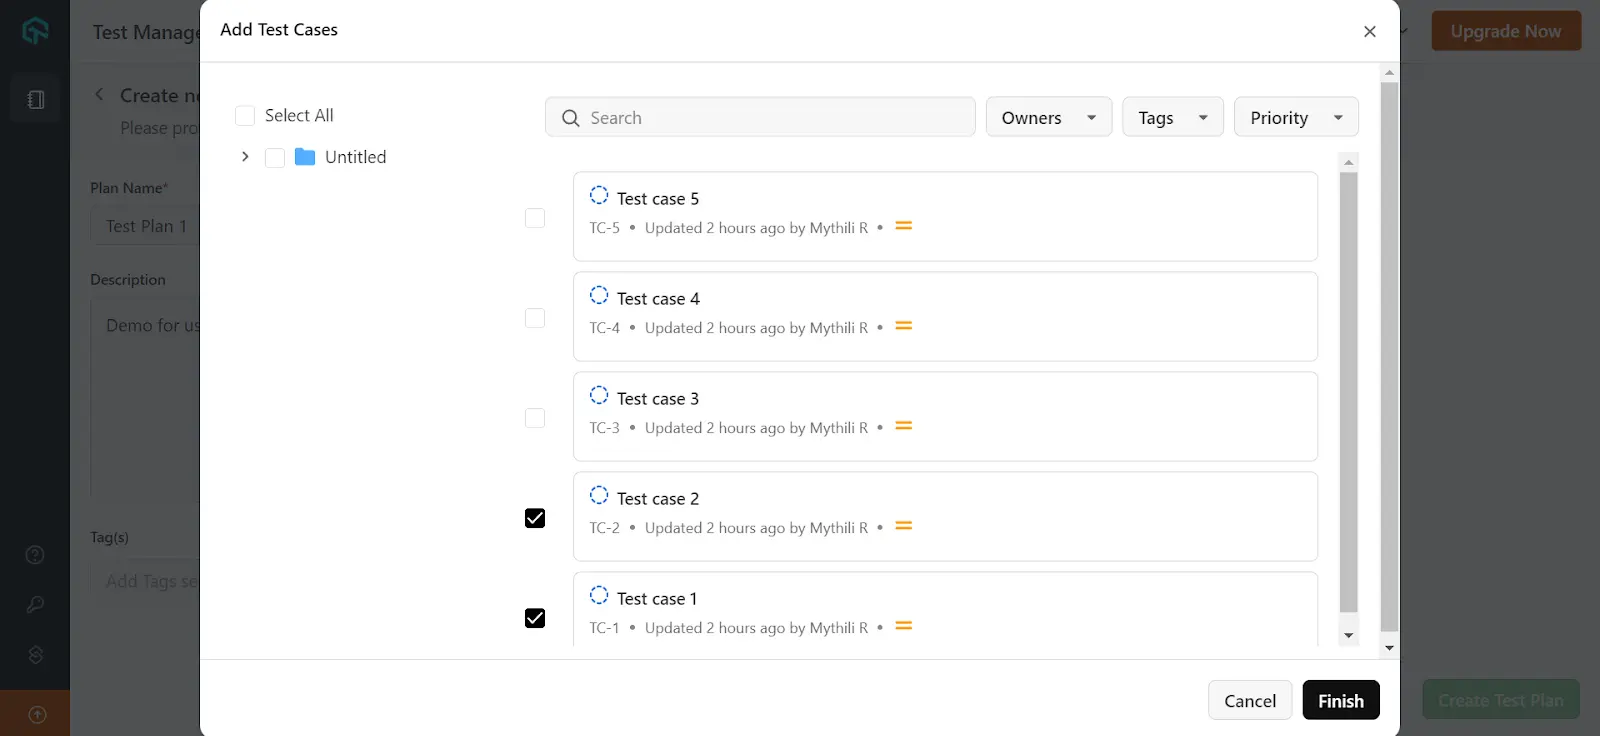 Test Manage
Upgrade Now
Create ne
Please pro
Plan Name*
Test Plan 1
Description
Demo for us
Tag(s)
Add Tags se
Create Test Plan
Add Test Cases
Select All
Untitled
Search
Owners
Tags
Priority
Test case 5
TC-5 • Updated 2 hours ago by Mythili R •
Test case 4
TC-4 • Updated 2 hours ago by Mythili R •
Test case 3
TC-3 • Updated 2 hours ago by Mythili R •
Test case 2
TC-2 • Updated 2 hours ago by Mythili R •
Test case 1
TC-1 • Updated 2 hours ago by Mythili R •
Cancel
Finish